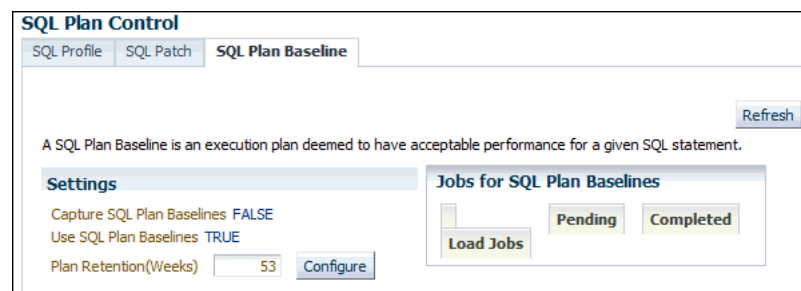 SQL Plan Control
SQL Profile SQL Patch SQL Plan Baseline
Refresh
A SQL Plan Baseline is an execution plan deemed to have acceptable performance for a given SQL statement.
Settings
Capture SQL Plan Baselines FALSE
Use SQL Plan Baselines TRUE
Plan Retention(Weeks) 53 Configure
Jobs for SQL Plan Baselines
Pending Completed
Load Jobs